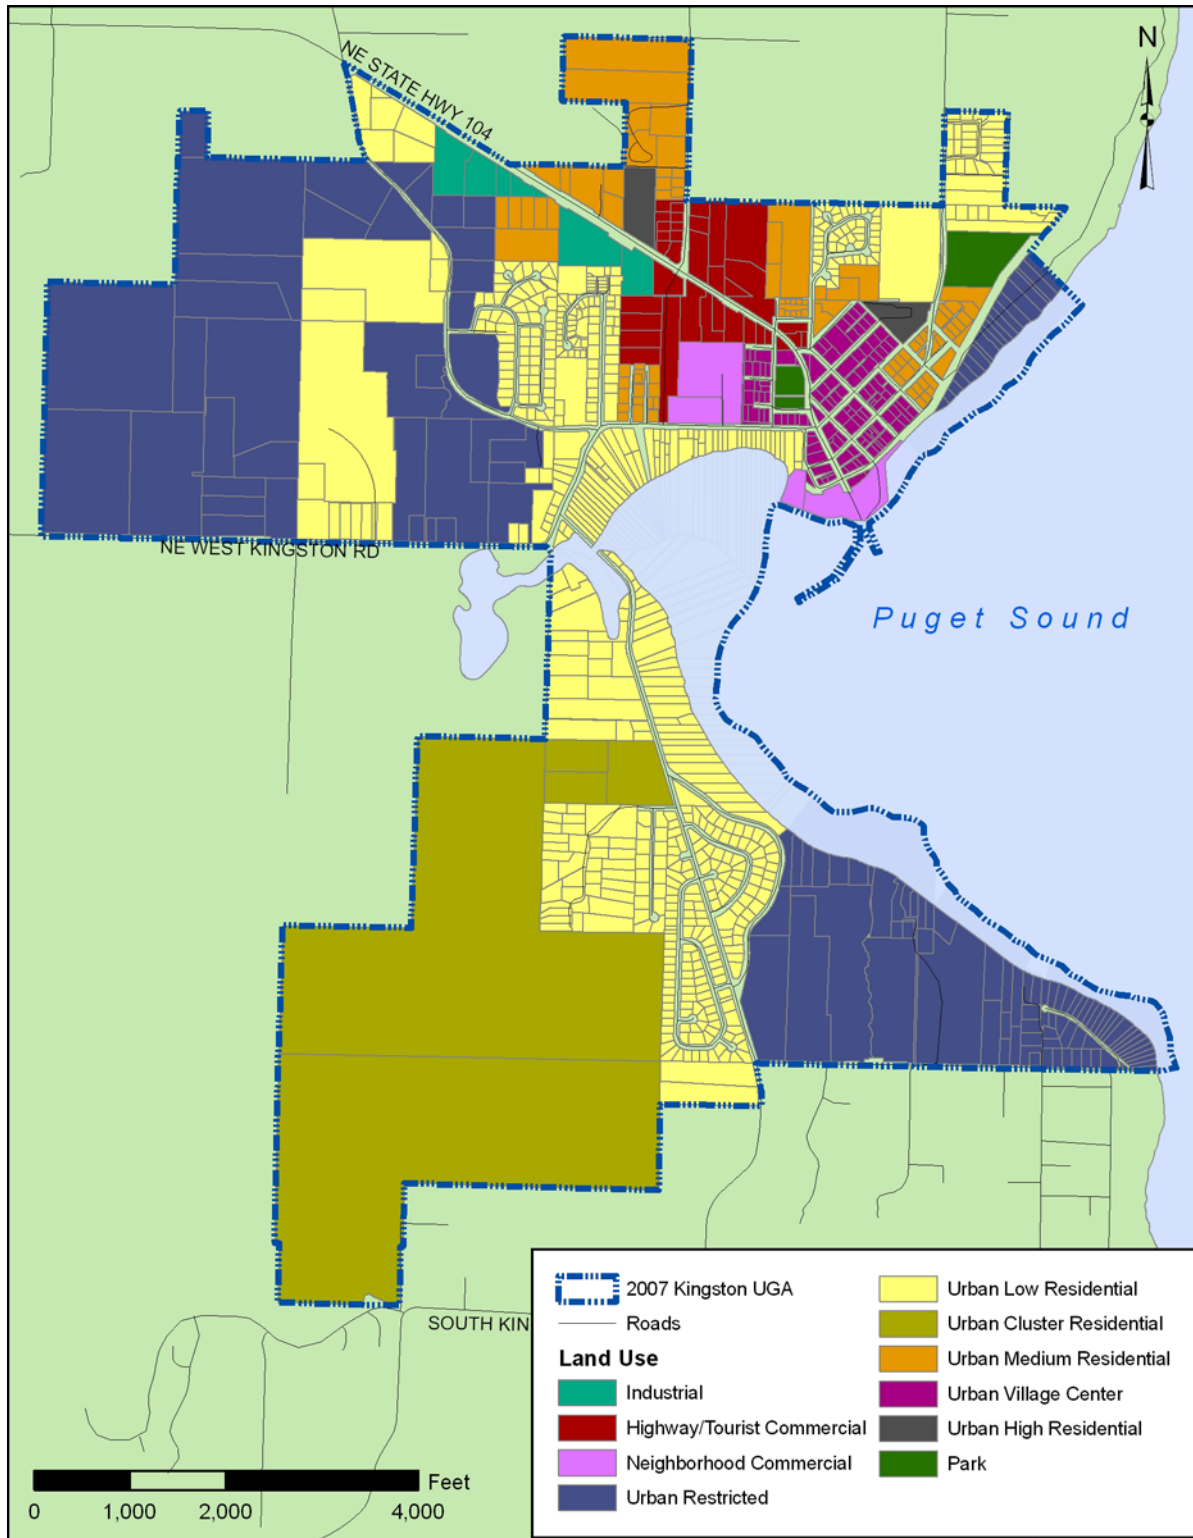 N
NE STATE HWY 104
NE WEST KINGSTON RD
Puget Sound
SOUTH KIN
2007 Kingston UGA
Roads
Land Use
Industrial
Highway/Tourist Commercial
Neighborhood Commercial
Urban Restricted
Urban Low Residential
Urban Cluster Residential
Urban Medium Residential
Urban Village Center
Urban High Residential
Park
Feet
0 1,000 2,000 4,000